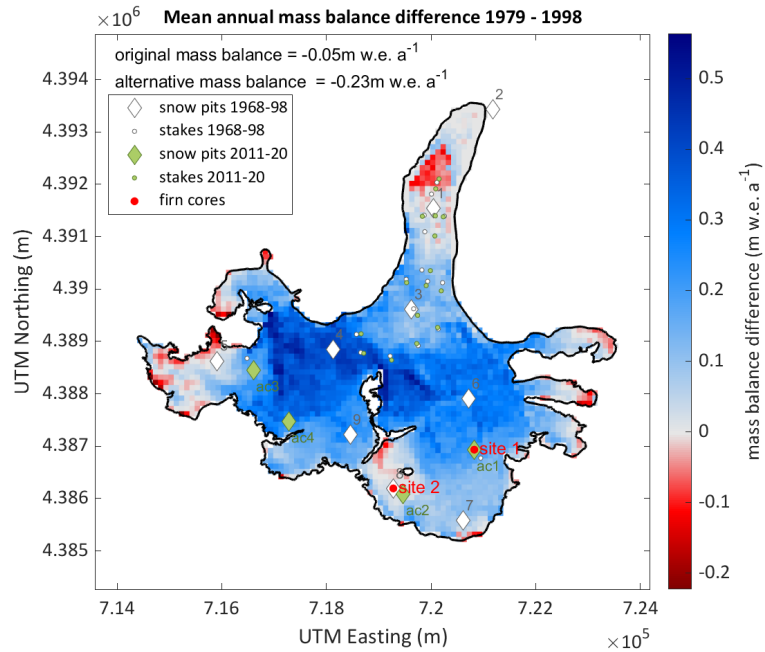 Mean annual mass balance difference 1979 - 1998
×10⁶
original mass balance = -0.05m w.e. a⁻¹
alternative mass balance = -0.23m w.e. a⁻¹
snow pits 1968-98
stakes 1968-98
snow pits 2011-20
stakes 2011-20
firn cores
4.394
4.393
4.392
4.391
4.39
4.389
4.388
4.387
4.386
4.385
UTM Northing (m)
2
1
3
4
5
6
ac3
ac4
9
site 1
ac1
8
site 2
ac2
7
7.14
7.16
7.18
7.2
7.22
7.24
UTM Easting (m)
×10⁵
0.5
0.4
0.3
0.2
0.1
0
-0.1
-0.2
mass balance difference (m w.e. a⁻¹)